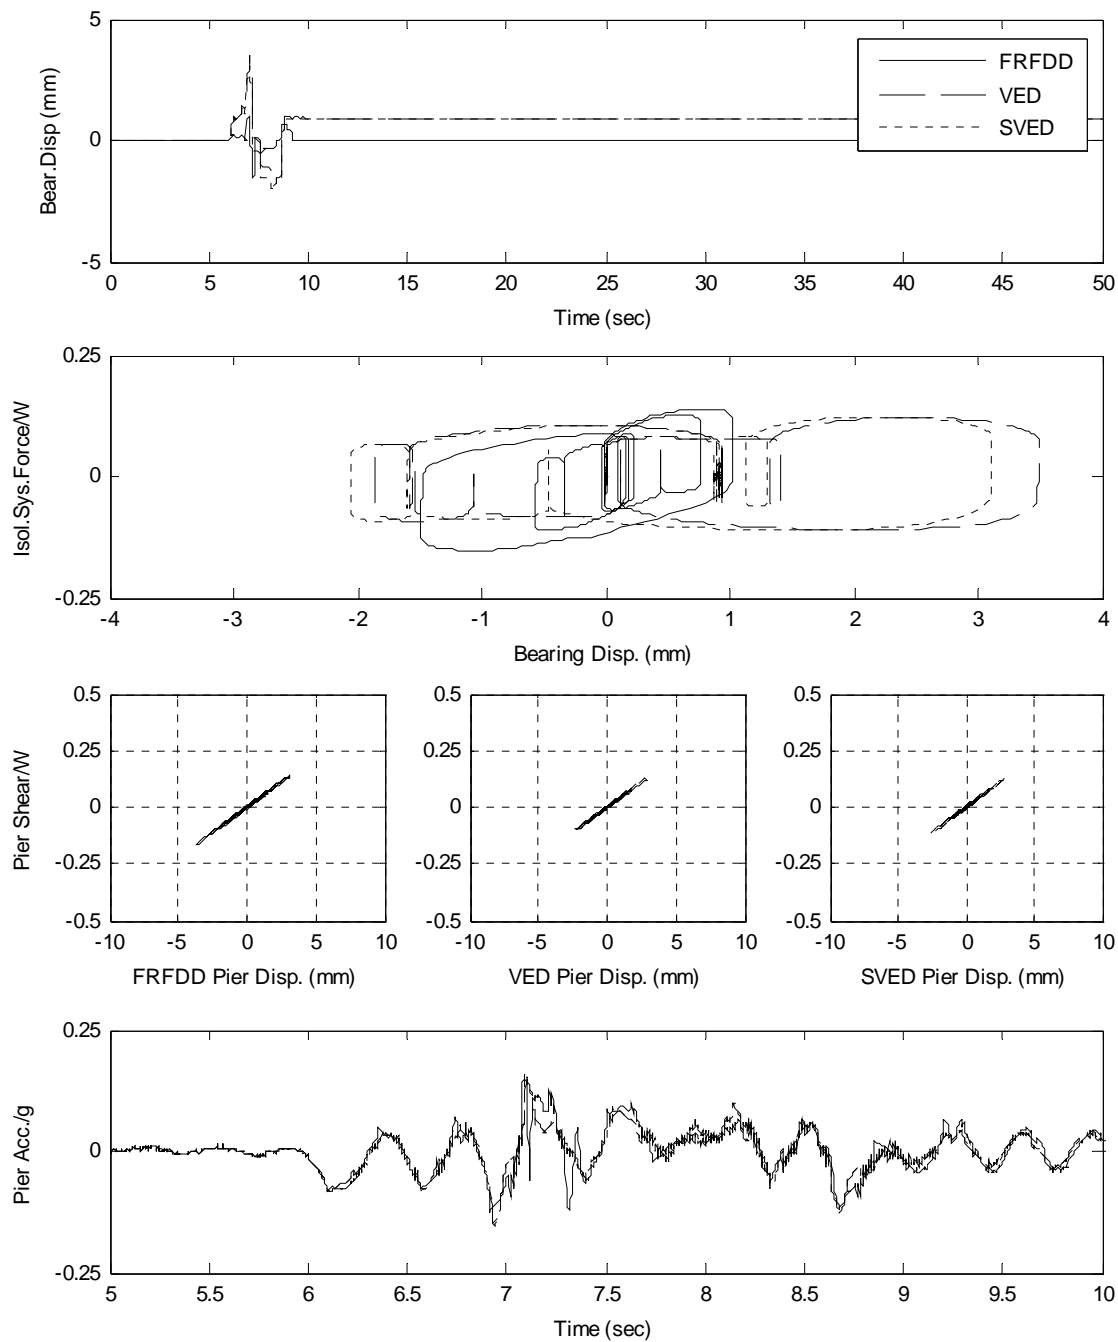 5
0
-5
Bear.Disp (mm)
FRFDD
VED
SVED
0 5 10 15 20 25 30 35 40 45 50
Time (sec)
0.25
0
-0.25
Isol.Sys.Force/W
-4 -3 -2 -1 0 1 2 3 4
Bearing Disp. (mm)
Pier Shear/W
0.5
0.25
0
-0.25
-0.5
-10 -5 0 5 10
FRFDD Pier Disp. (mm)
0.5
0.25
0
-0.25
-0.5
-10 -5 0 5 10
VED Pier Disp. (mm)
0.5
0.25
0
-0.25
-0.5
-10 -5 0 5 10
SVED Pier Disp. (mm)
0.25
0
-0.25
Pier Acc./g
5 5.5 6 6.5 7 7.5 8 8.5 9 9.5 10
Time (sec)